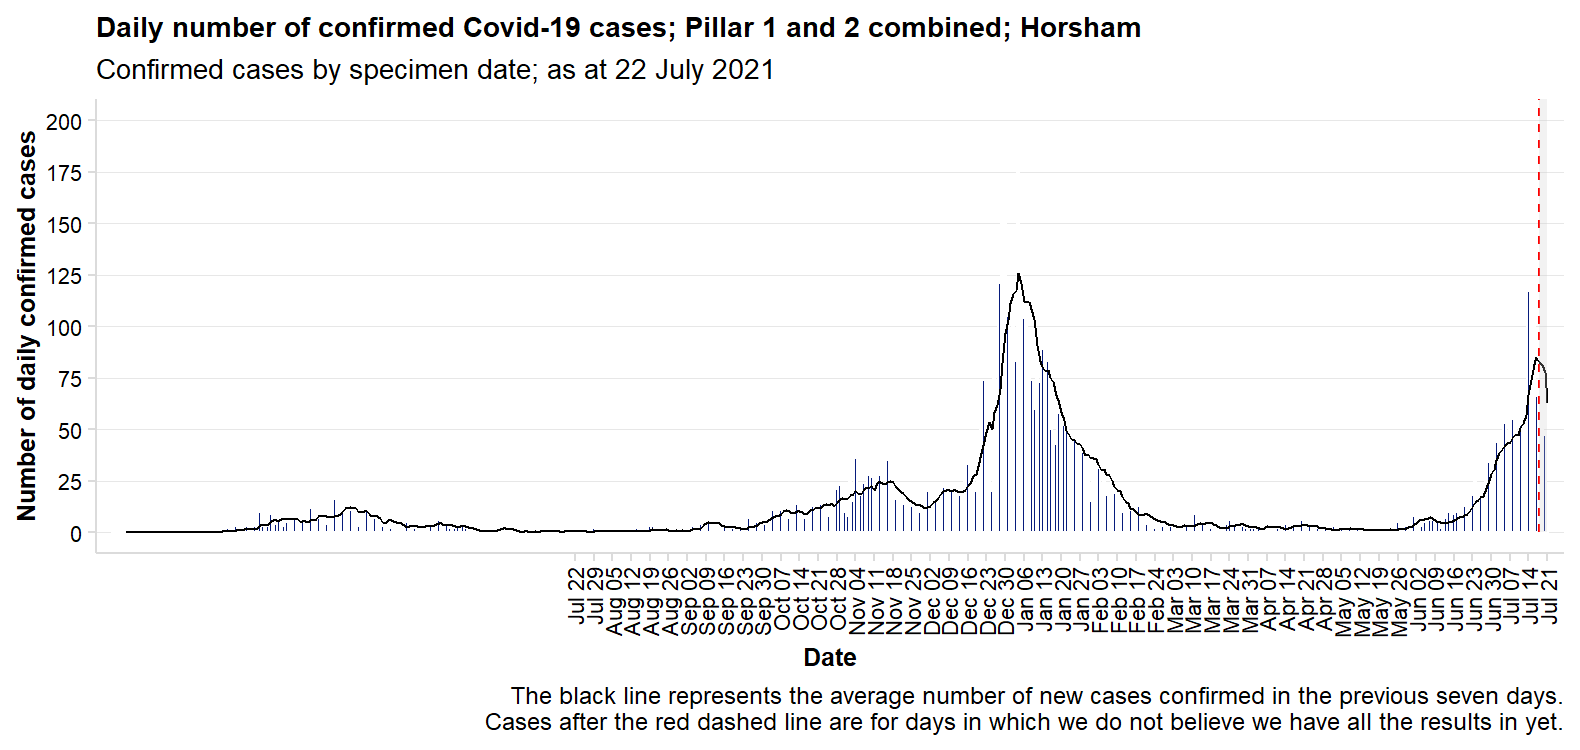 Daily number of confirmed Covid-19 cases; Pillar 1 and 2 combined; Horsham
Confirmed cases by specimen date; as at 22 July 2021
Number of daily confirmed cases
200
175
150
125
100
75
50
25
0
Jul 22
Jul 29
Aug 05
Aug 12
Aug 19
Aug 26
Sep 02
Sep 09
Sep 16
Sep 23
Sep 30
Oct 07
Oct 14
Oct 21
Oct 28
Nov 04
Nov 11
Nov 18
Nov 25
Dec 02
Dec 09
Dec 16
Dec 23
Dec 30
Jan 06
Jan 13
Jan 20
Jan 27
Feb 03
Feb 10
Feb 17
Feb 24
Mar 03
Mar 10
Mar 17
Mar 24
Mar 31
Apr 07
Apr 14
Apr 21
Apr 28
May 05
May 12
May 19
May 26
Jun 02
Jun 09
Jun 16
Jun 23
Jun 30
Jul 07
Jul 14
Jul 21
Date
The black line represents the average number of new cases confirmed in the previous seven days.
Cases after the red dashed line are for days in which we do not believe we have all the results in yet.